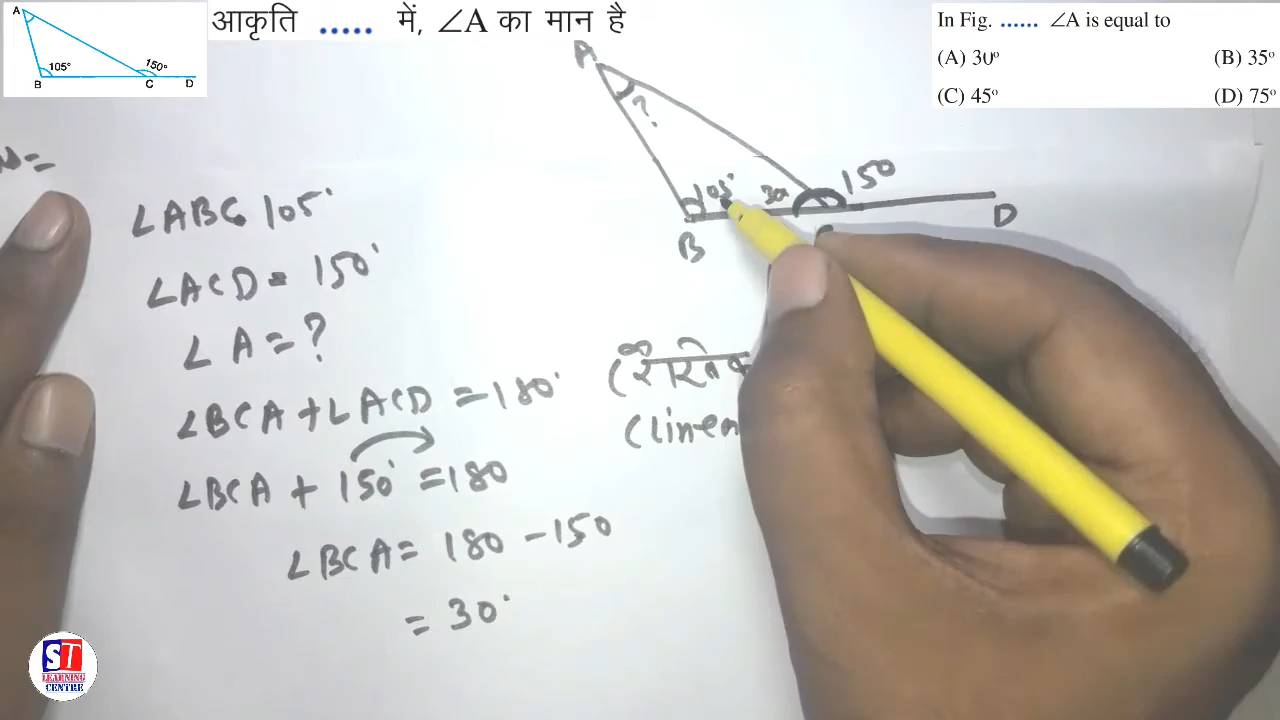 A
105°
150°
B
C
D
आकृति ..... में, ∠A का मान है
In Fig. ...... ∠A is equal to
(A) 30° (B) 35°
(C) 45° (D) 75°
A
?
105°
30
150
B
D
∠ABC 105°
∠ACD = 150°
∠A = ?
∠BCA + ∠ACD = 180°
∠BCA + 150° = 180
∠BCA = 180 - 150
= 30°
ST
LEARNING
CENTRE